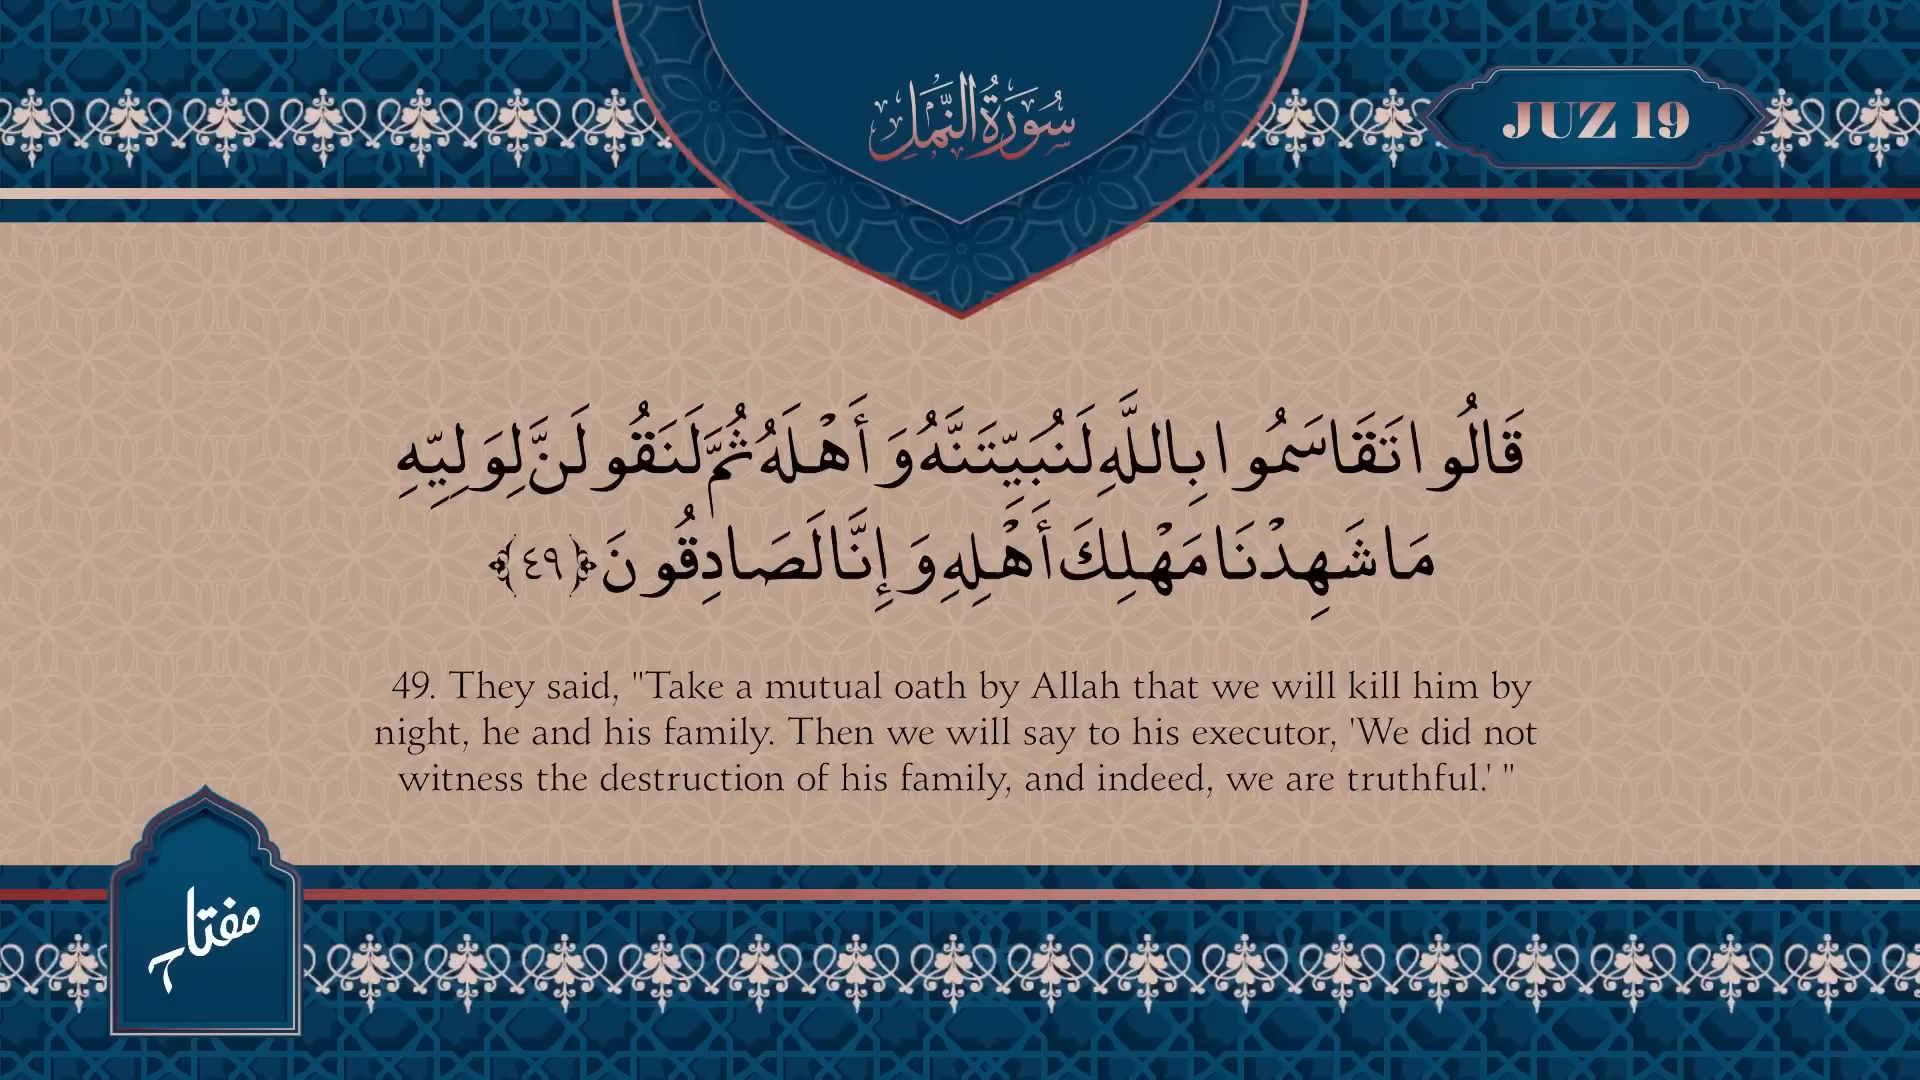 سُورَةُ النَّمل
JUZ 19
قَالُوا تَقَاسَمُوا بِاللَّهِ لَنُبَيِّتَنَّهُ وَأَهْلَهُ ثُمَّ لَنَقُولَنَّ لِوَلِيِّهِ
مَا شَهِدْنَا مَهْلِكَ أَهْلِهِ وَإِنَّا لَصَادِقُونَ ﴿٤٩﴾
49. They said, "Take a mutual oath by Allah that we will kill him by
night, he and his family. Then we will say to his executor, 'We did not
witness the destruction of his family, and indeed, we are truthful.' "
مفتاح